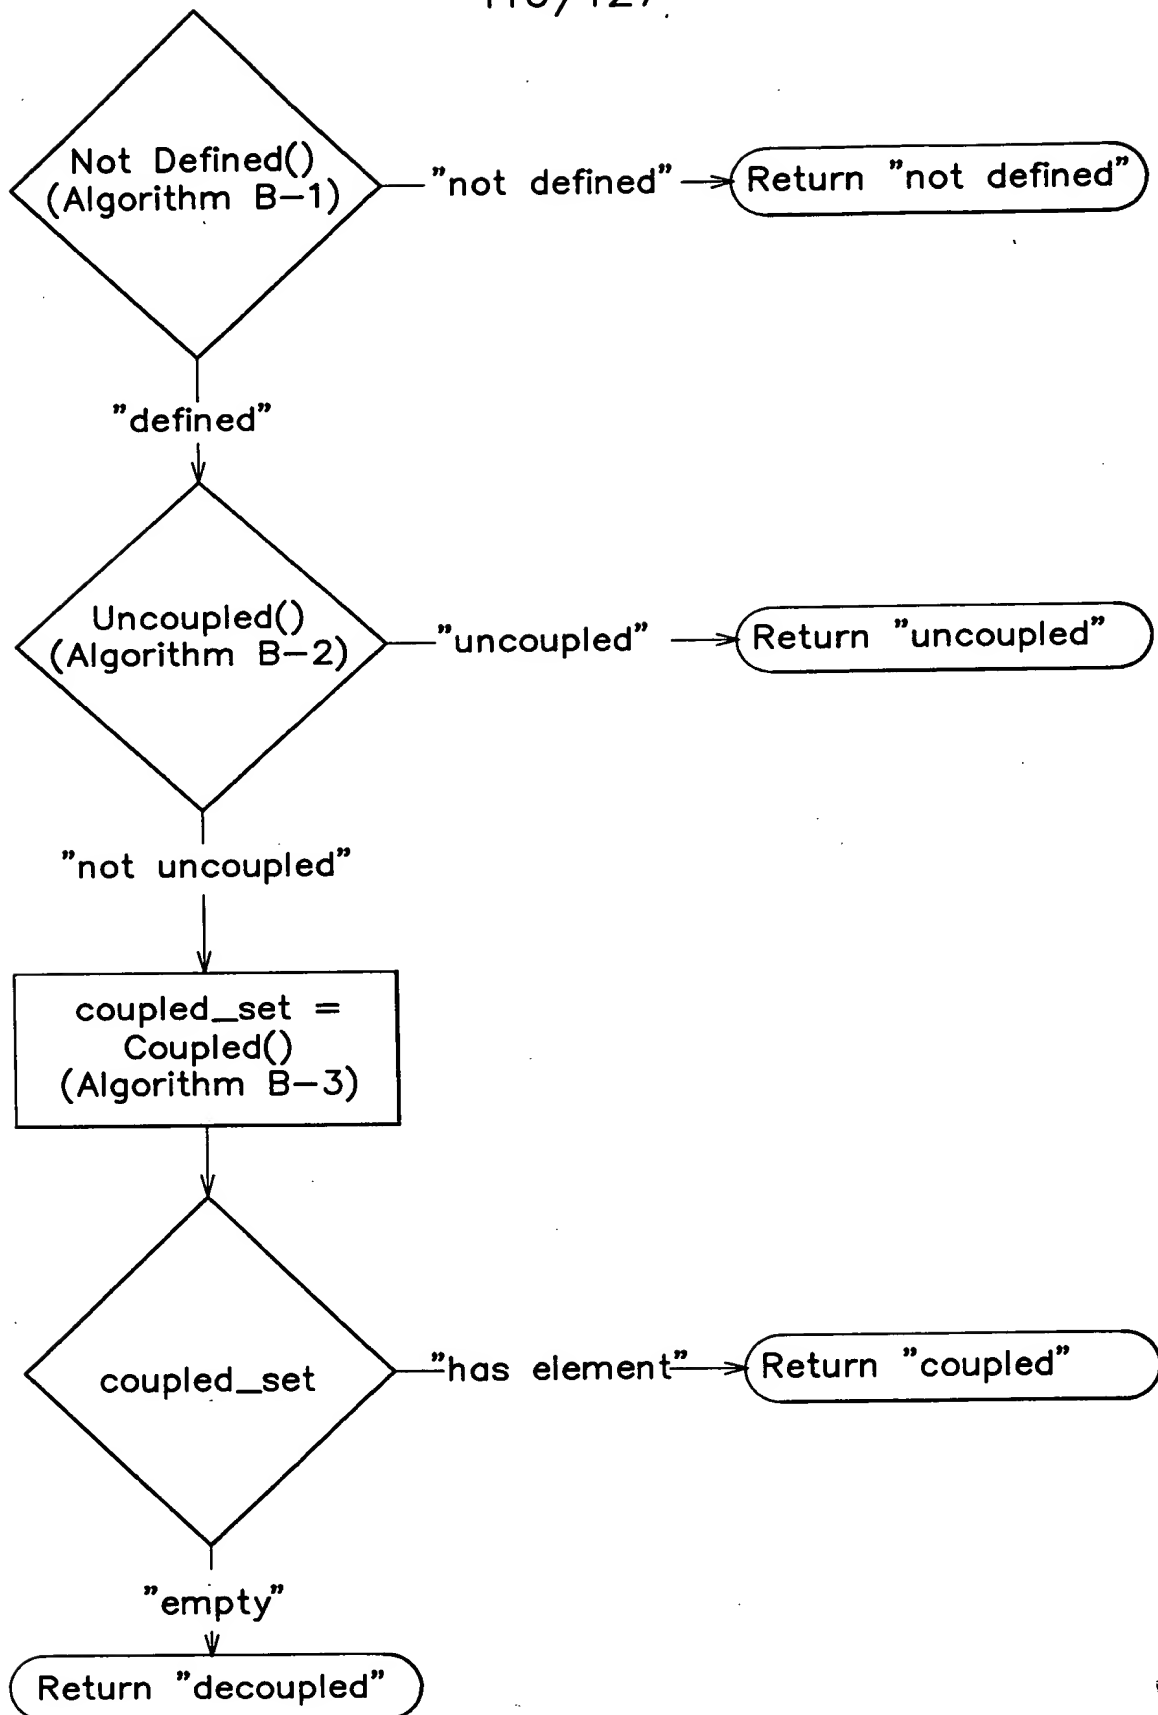 Not Defined()
(Algorithm B-1)
"not defined"
Return "not defined"
"defined"
Uncoupled()
(Algorithm B-2)
"uncoupled"
Return "uncoupled"
"not uncoupled"
coupled_set =
Coupled()
(Algorithm B-3)
coupled_set
"has element"
Return "coupled"
"empty"
Return "decoupled"